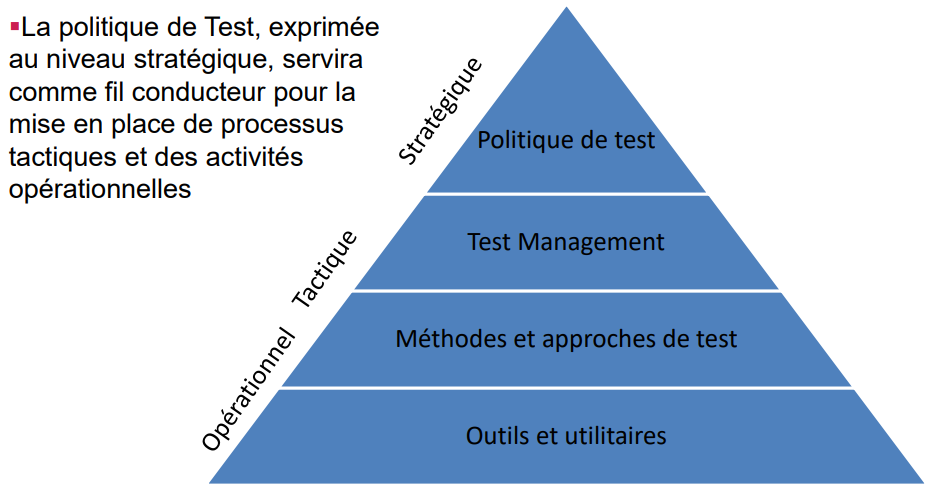 ▪La politique de Test, exprimée
au niveau stratégique, servira
comme fil conducteur pour la
mise en place de processus
tactiques et des activités
opérationnelles
Stratégique
Politique de test
Tactique
Test Management
Opérationnel
Méthodes et approches de test
Outils et utilitaires